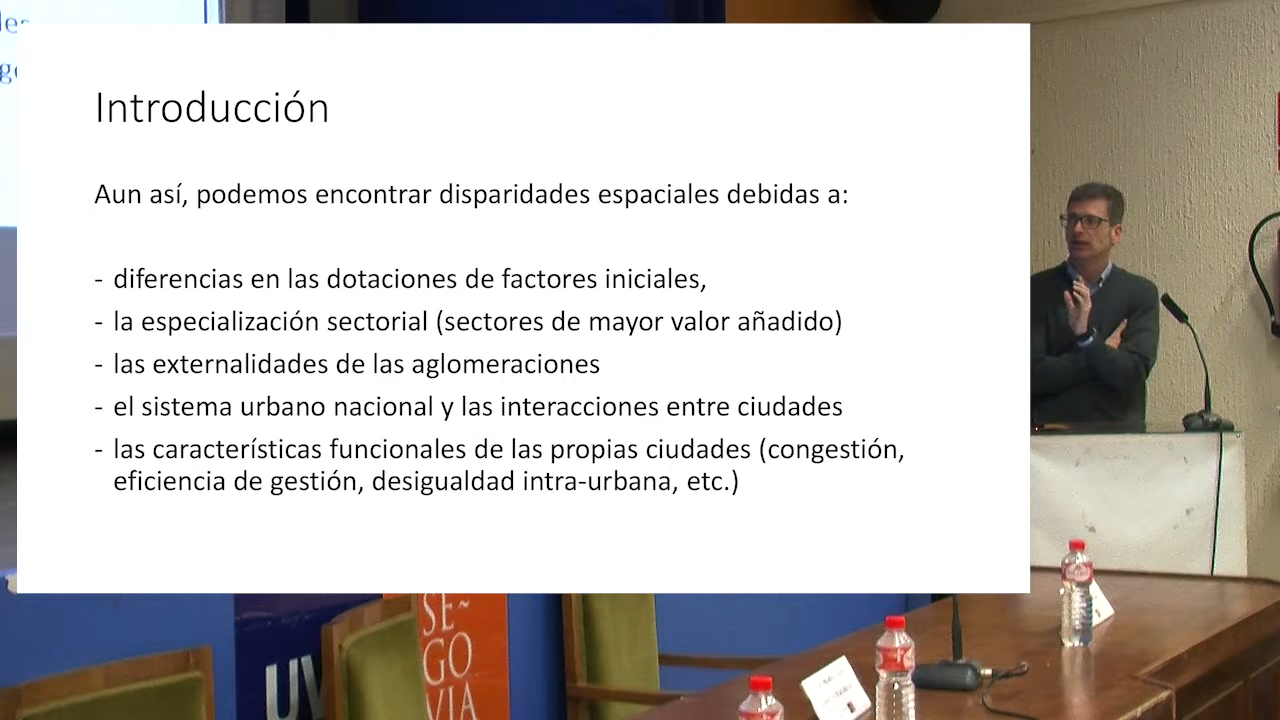 Introducción
Aun así, podemos encontrar disparidades espaciales debidas a:
- diferencias en las dotaciones de factores iniciales,
- la especialización sectorial (sectores de mayor valor añadido)
- las externalidades de las aglomeraciones
- el sistema urbano nacional y las interacciones entre ciudades
- las características funcionales de las propias ciudades (congestión,
eficiencia de gestión, desigualdad intra-urbana, etc.)
SE~
GO
VIA